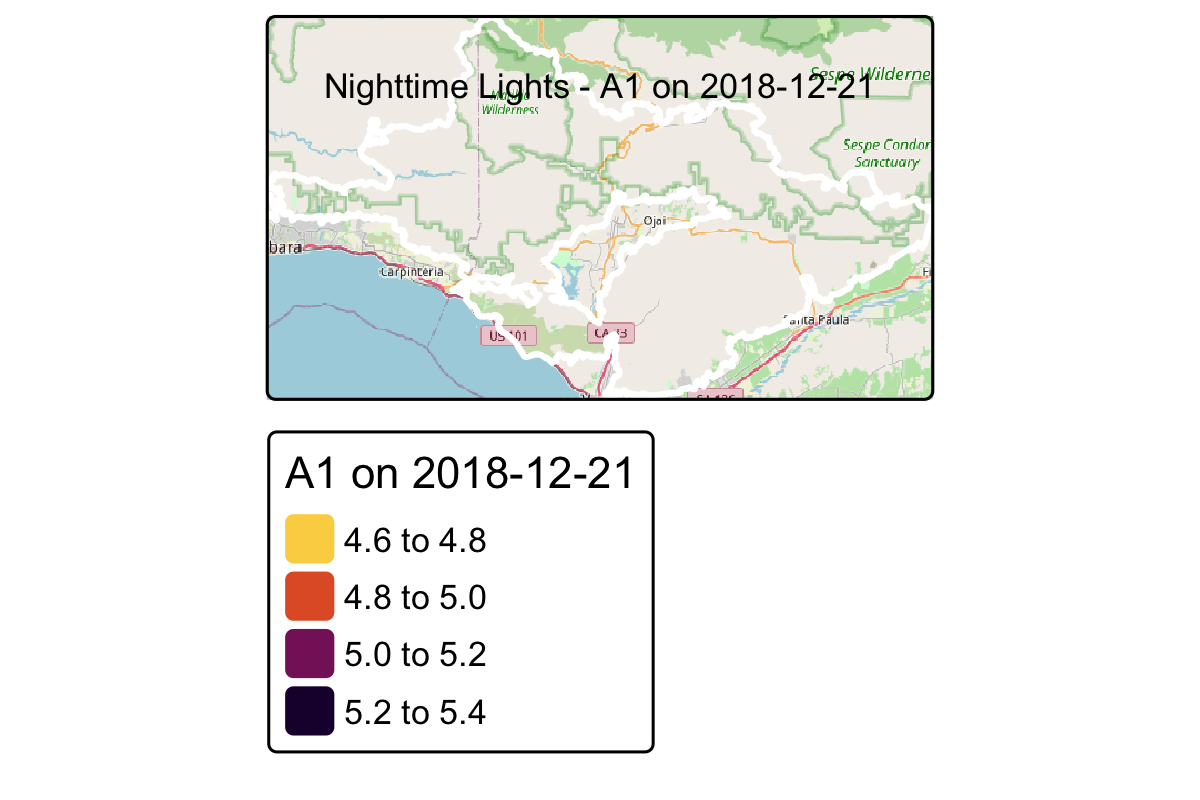 Sespe Wilderne
Nighttime Lights - A1 on 2018-12-21
Wilderness
Sespe Condor
Sanctuary
Ojai
bara
Carpinteria
Fi
Santa Paula
US 101
CA 33
A1 on 2018-12-21
4.6 to 4.8
4.8 to 5.0
5.0 to 5.2
5.2 to 5.4